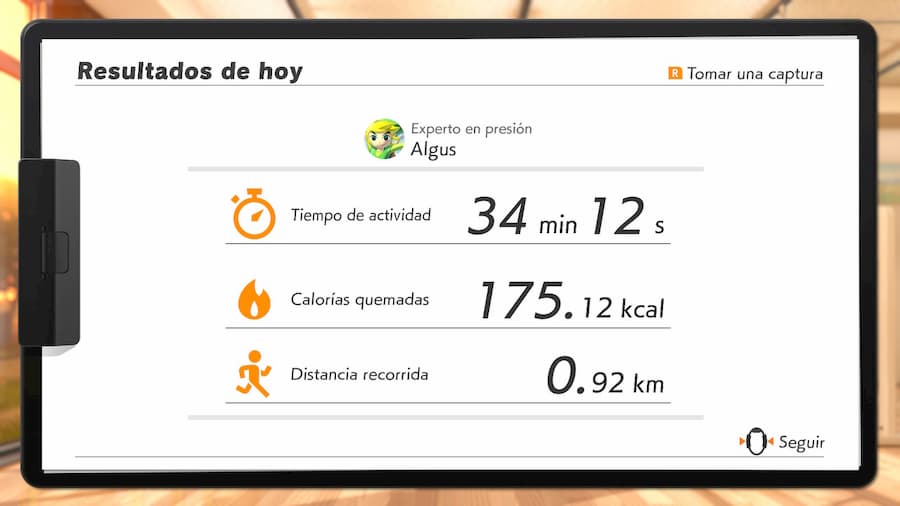 Resultados de hoy
R Tomar una captura
Experto en presión
Algus
Tiempo de actividad 34 min 12 s
Calorías quemadas 175.12 kcal
Distancia recorrida 0.92 km
Seguir